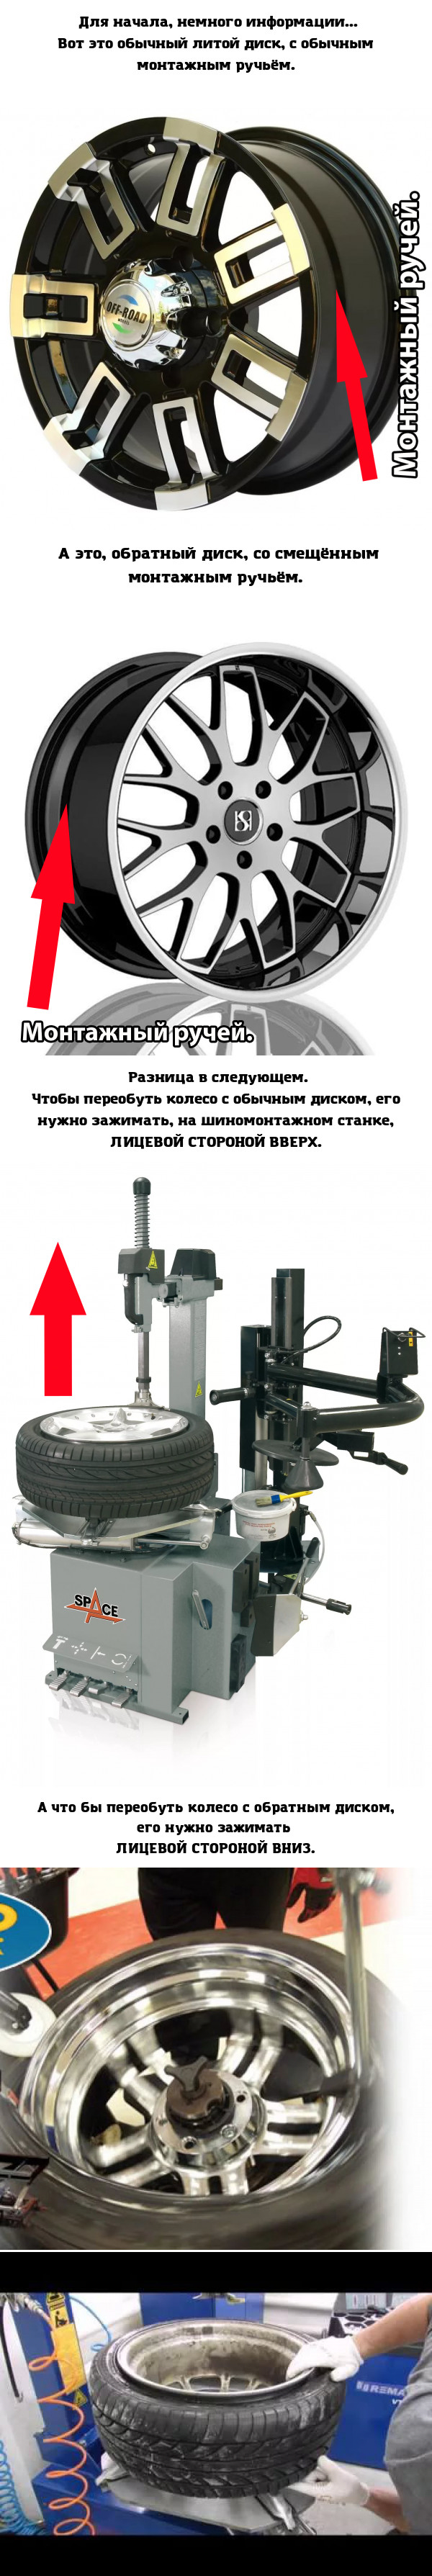 Для начала, немного информации...
Вот это обычный литой диск, с обычным
монтажным ручьём.
OFF-ROAD
Монтажный ручей.
А это, обратный диск, со смещённым
монтажным ручьём.
Монтажный ручей.
Разница в следующем.
Чтобы переобуть колесо с обычным диском, его
нужно зажимать, на шиномонтажном станке,
ЛИЦЕВОЙ СТОРОНОЙ ВВЕРХ.
SPACE
А что бы переобуть колесо с обратным диском,
его нужно зажимать
ЛИЦЕВОЙ СТОРОНОЙ ВНИЗ.
REMA